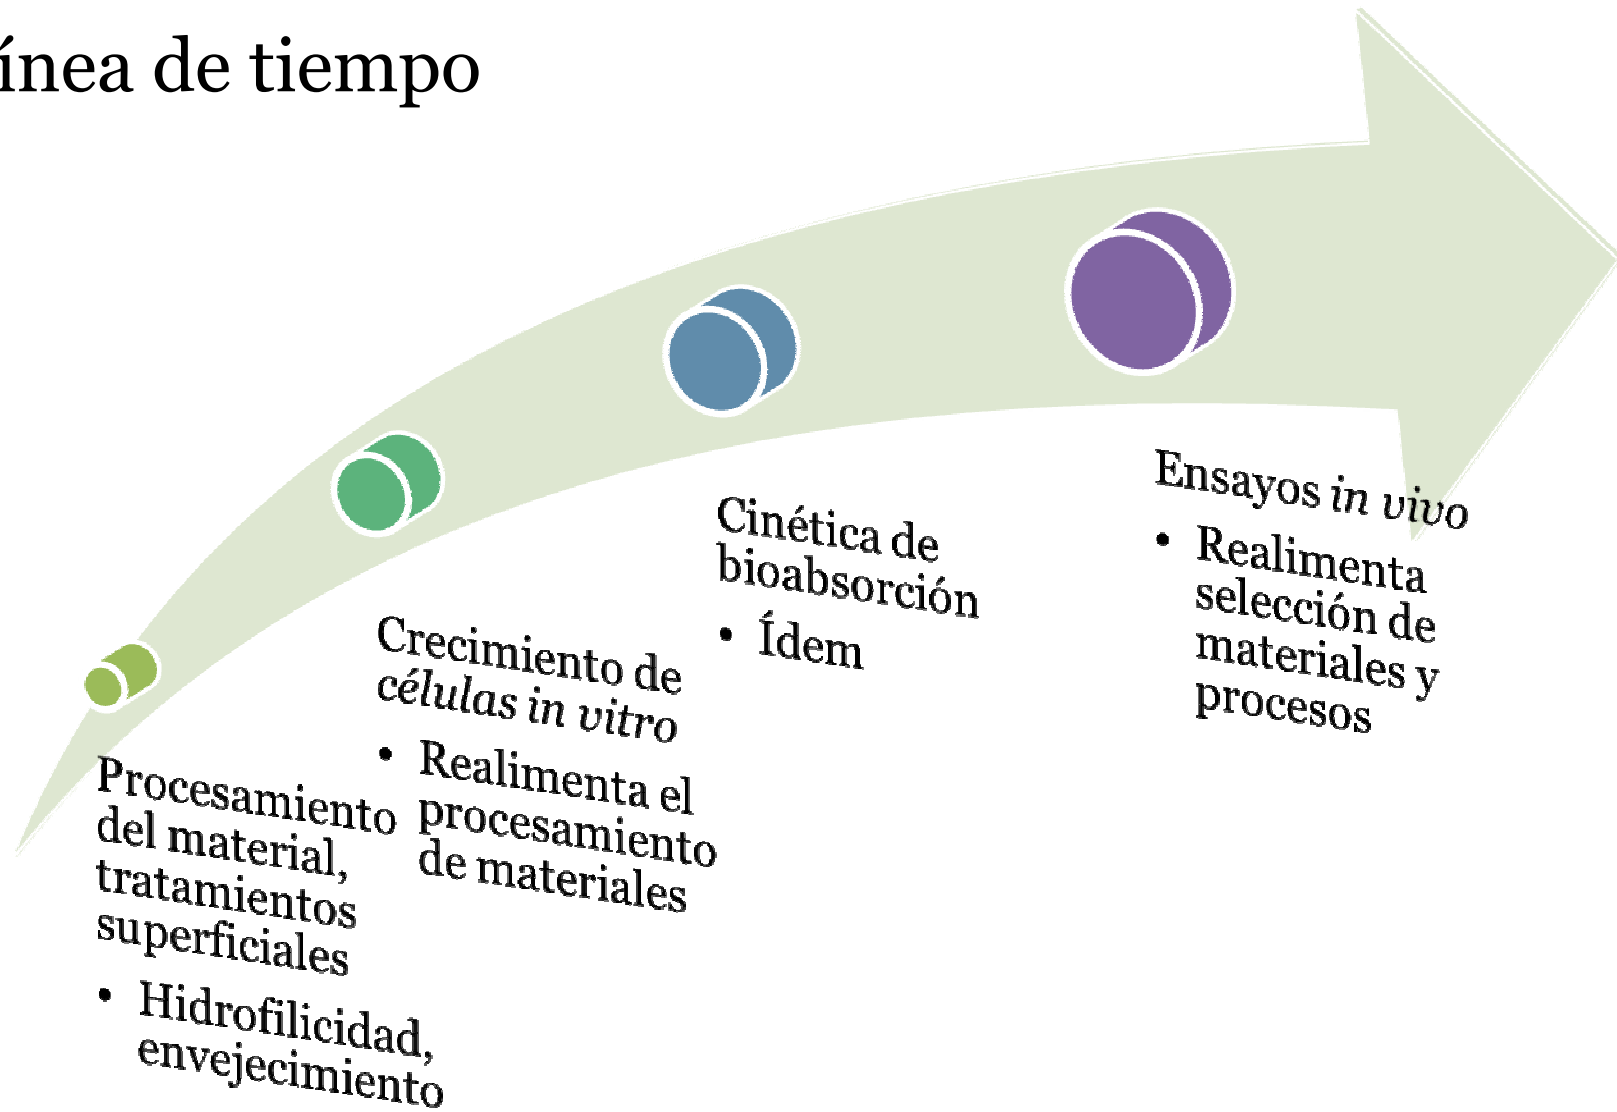 ínea de tiempo
Procesamiento
del material,
tratamientos
superficiales
• Hidrofilicidad,
envejecimiento
Crecimiento de
células in vitro
• Realimenta el
procesamiento
de materiales
Cinética de
bioabsorción
• Ídem
Ensayos in vivo
• Realimenta
selección de
materiales y
procesos